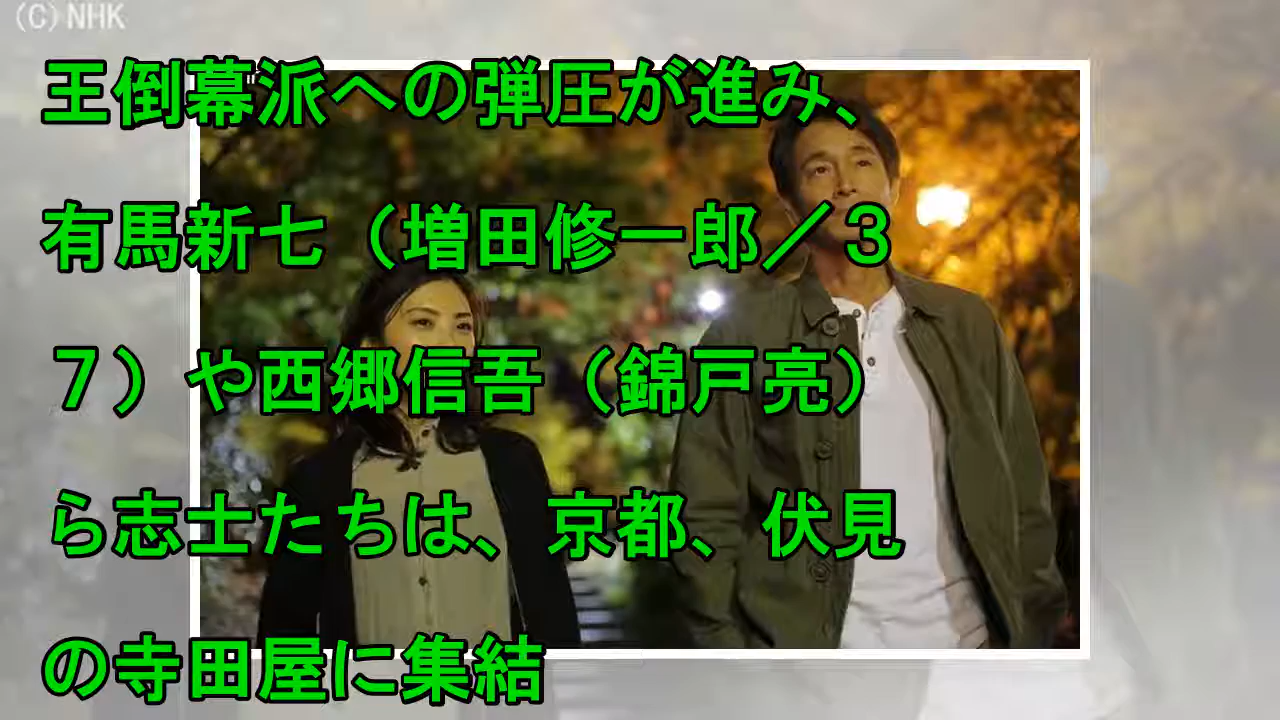 (C)NHK
王倒幕派への弾圧が進み、
有馬新七（増田修一郎／３
７）や西郷信吾（錦戸亮）
ら志士たちは、京都、伏見
の寺田屋に集結